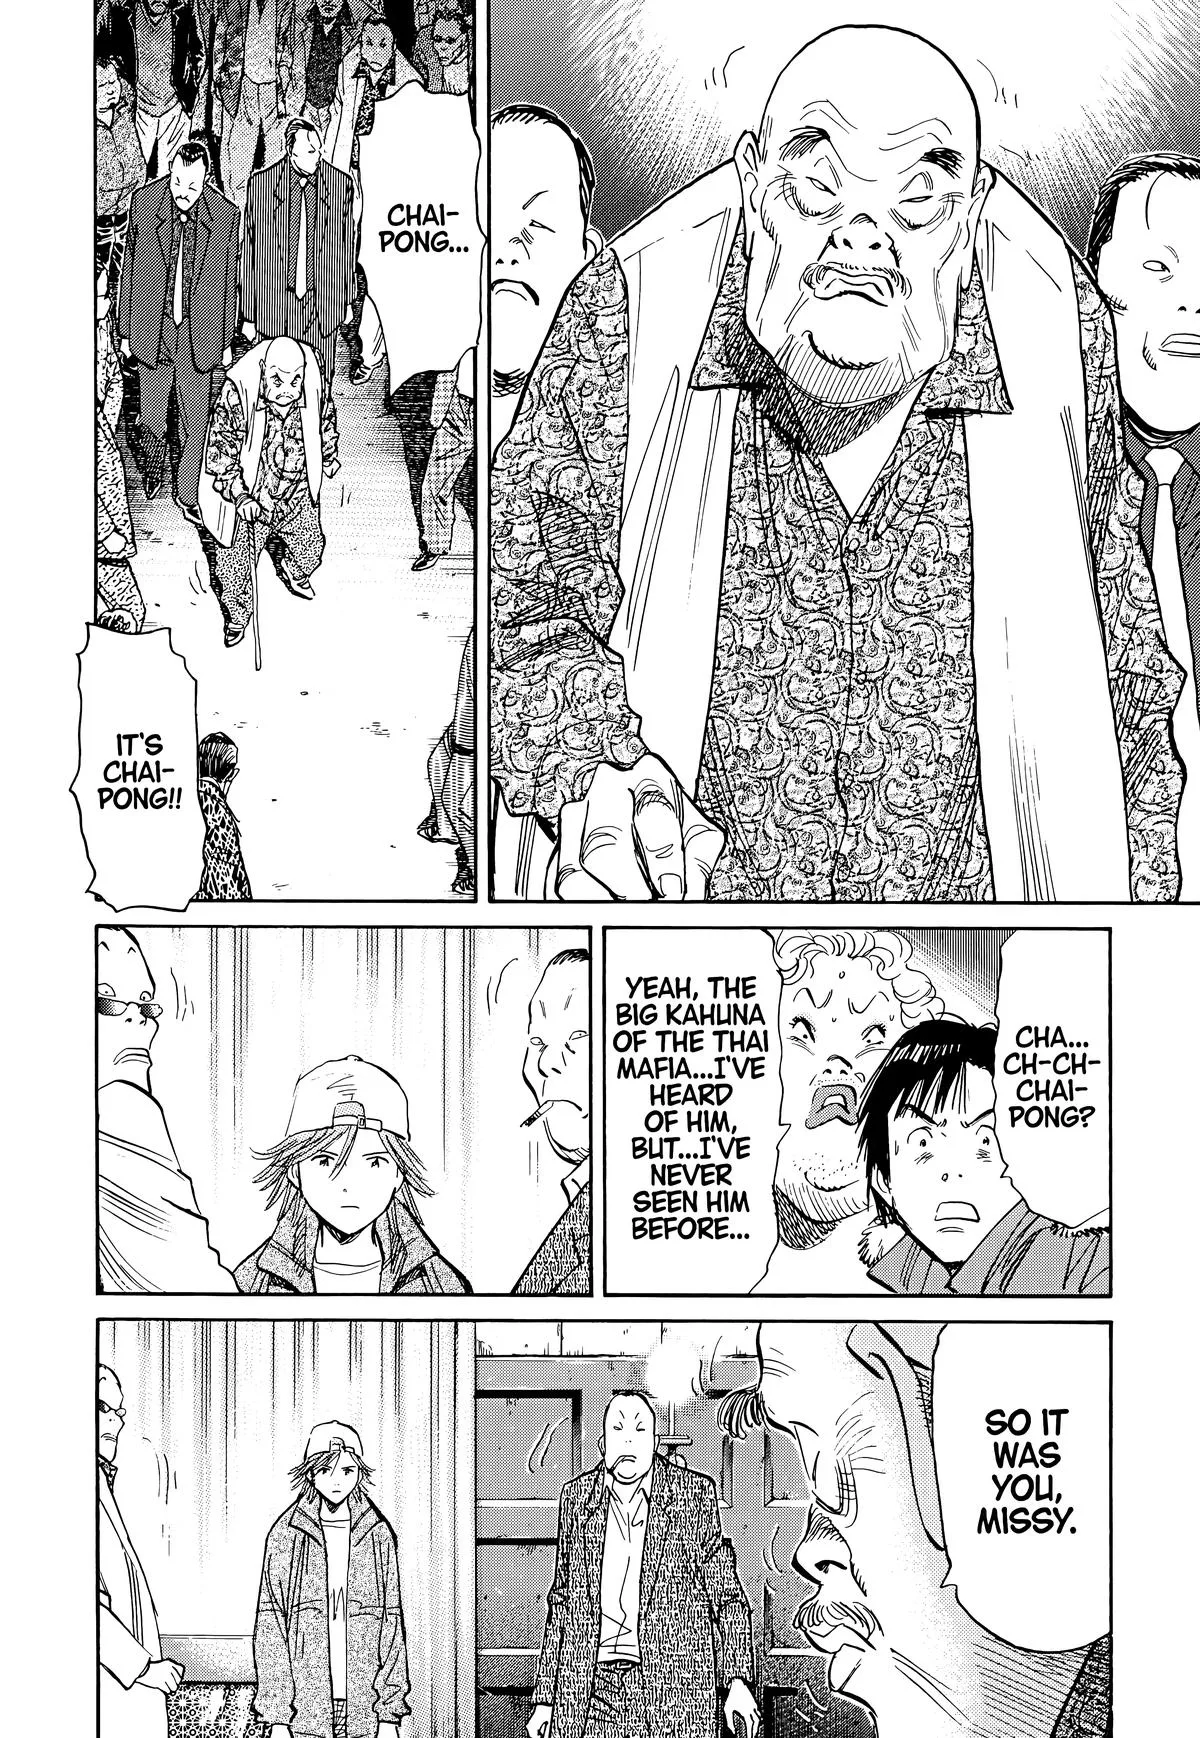 CHAI-
PONG...
IT'S
CHAI-
PONG!!
CHA...
CH-CH-
CHAI-
PONG?
YEAH, THE
BIG KAHUNA
OF THE THAI
MAFIA...I'VE
HEARD
OF HIM,
BUT...I'VE
NEVER
SEEN HIM
BEFORE...
SO IT
WAS
YOU,
MISSY.